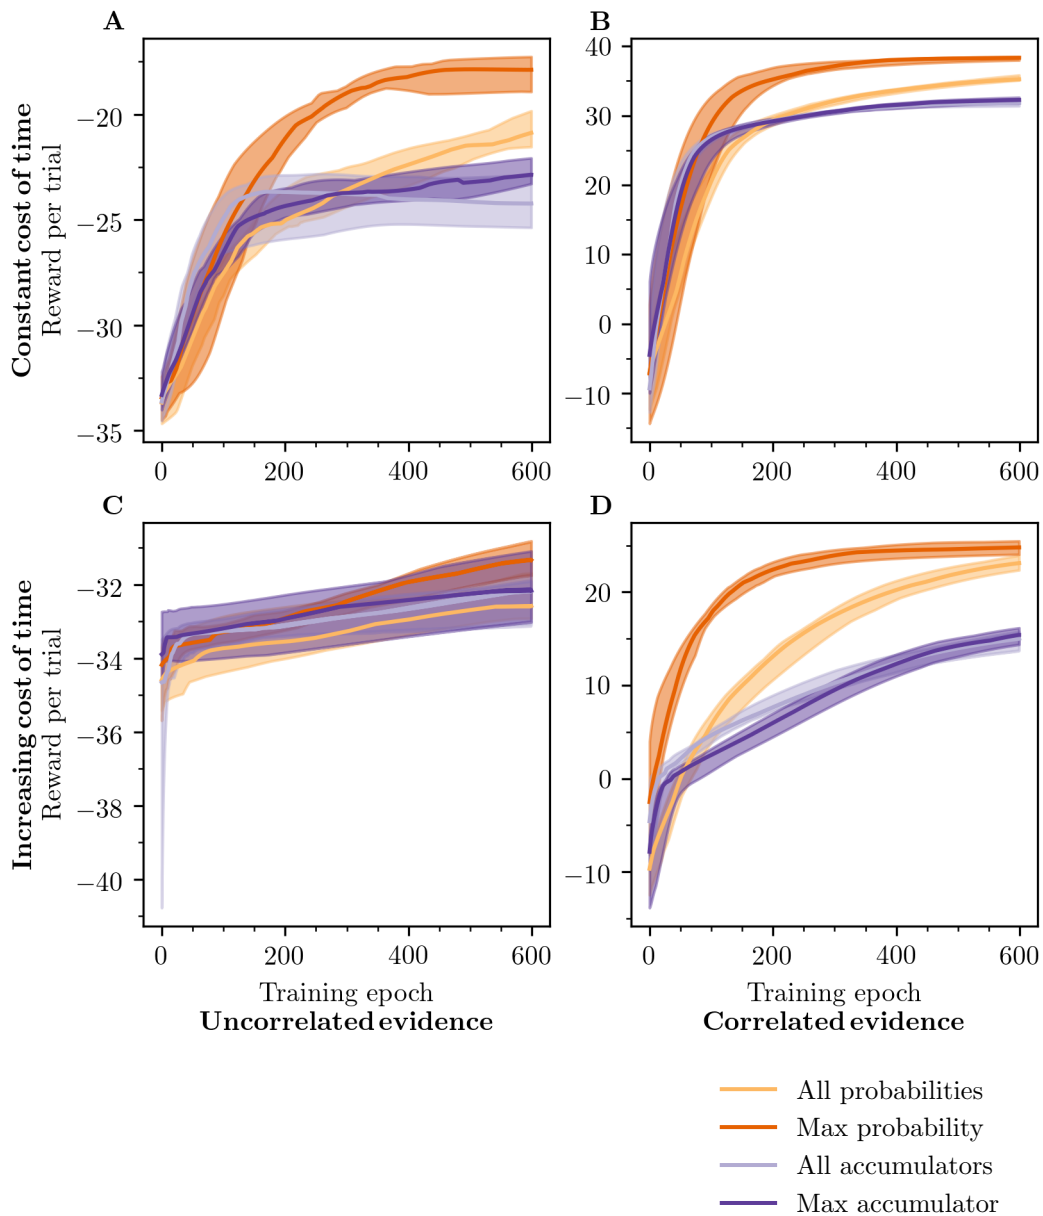 A
B
Constant cost of time
Reward per trial
−20
−25
−30
−35
0
200
400
600
40
30
20
10
0
−10
0
200
400
600
C
D
Increasing cost of time
Reward per trial
−32
−34
−36
−38
−40
0
200
400
600
20
10
0
−10
0
200
400
600
Training epoch
Uncorrelated evidence
Training epoch
Correlated evidence
All probabilities
Max probability
All accumulators
Max accumulator